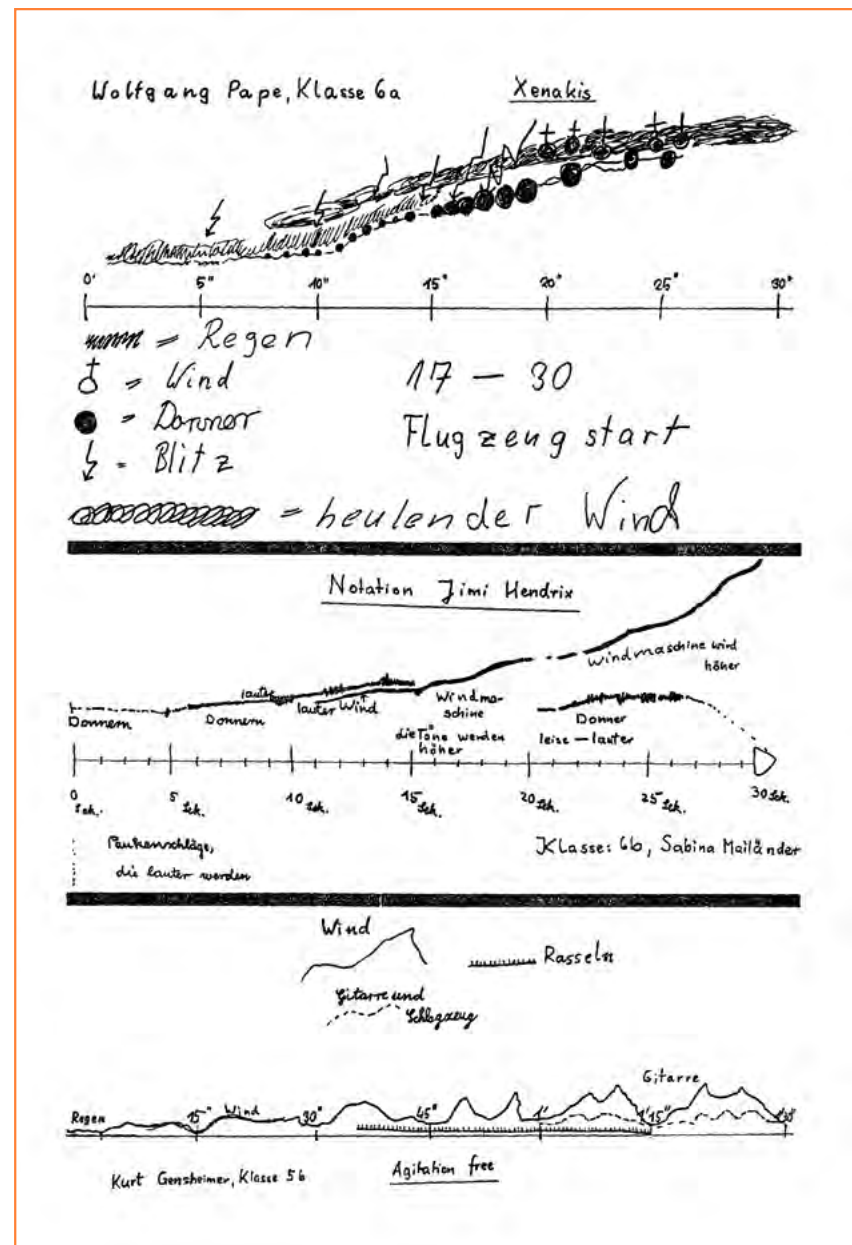 Wolfgang Pape, Klasse 6a
Xenakis
0' 5" 10" 15" 20" 25" 30"
= Regen
= Wind
17 — 30
= Donner
Flugzeug start
= Blitz
= heulender Wind
Notation Jimi Hendrix
Windmaschine wird
höher
Donnern
Donnern
lauter
lauter Wind
Windma-
schine
die Töne werden
höher
Donner
leise — lauter
0 Sek. 5 Sek. 10 Sek. 15 Sek. 20 Sek. 25 Sek. 30 Sek.
Paukenschläge,
die lauter werden
Klasse: 6b, Sabina Mailänder
Wind
Rasseln
Gitarre und
Schlagzeug
Gitarre
Regen 15" Wind 30" 45" 1' 1'15" 1'30"
Kurt Gensheimer, Klasse 5b
Agitation free